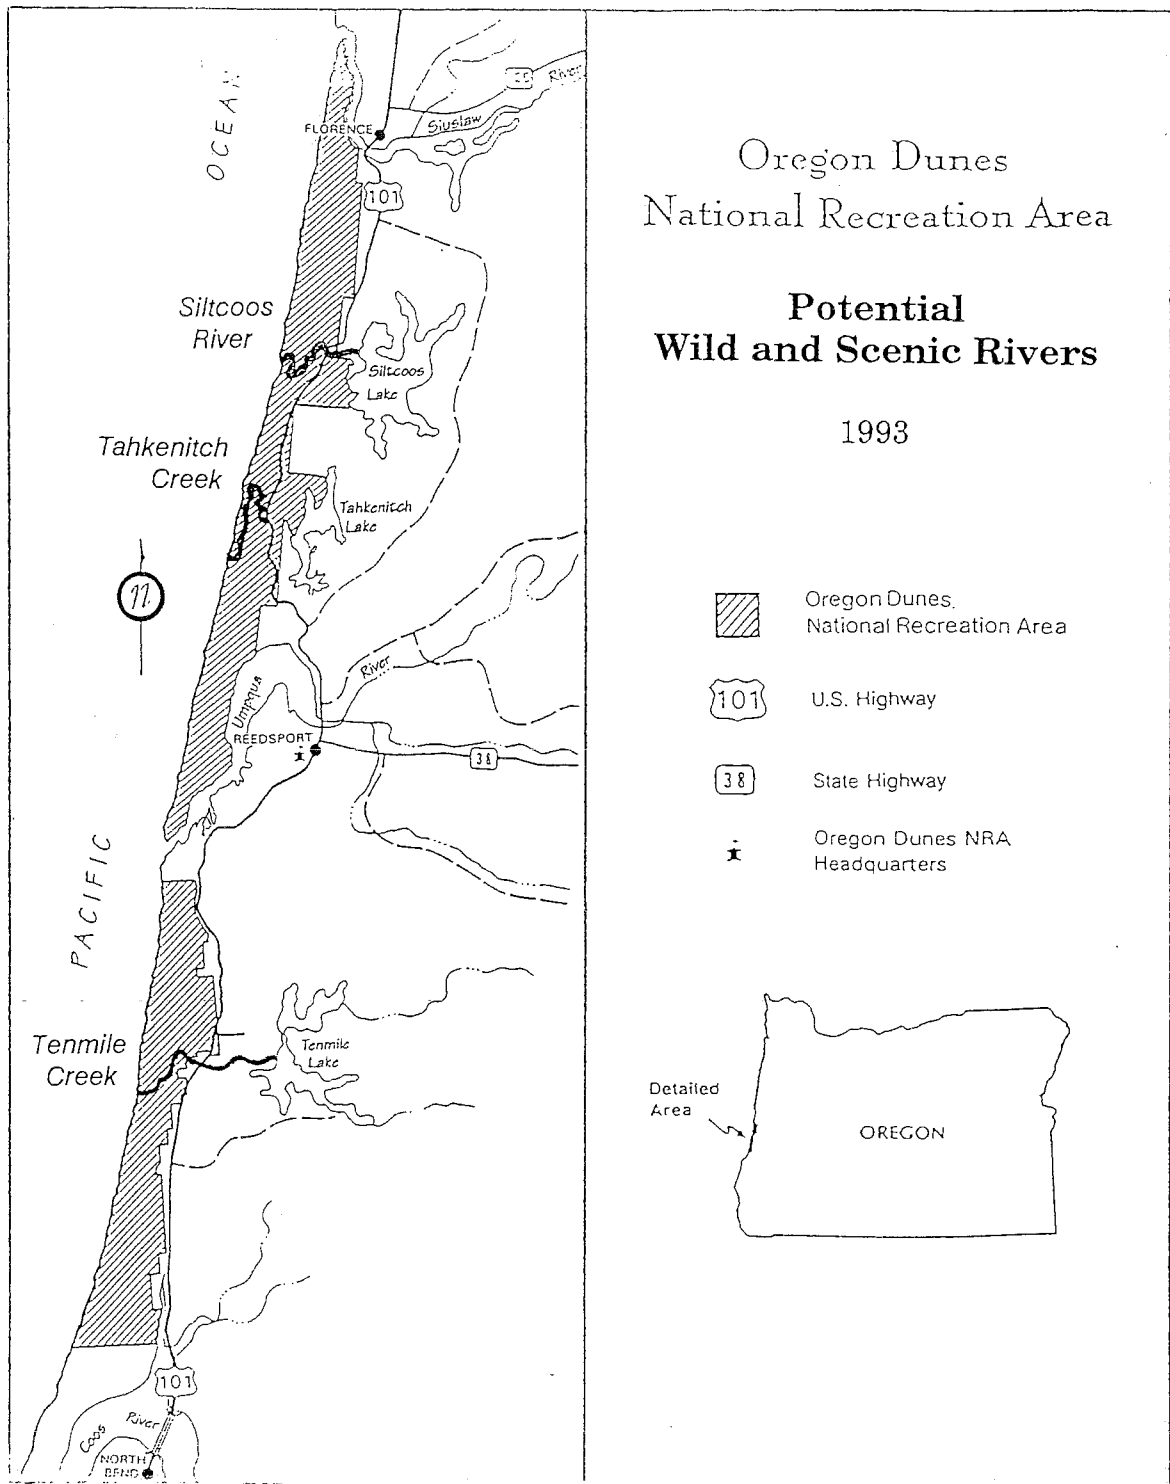 OCEAN
FLORENCE
Siuslaw
River
101
Siltcoos
River
Siltcoos
Lake
Tahkenitch
Creek
Tahkenitch
Lake
River
Umpqua
REEDSPORT
38
PACIFIC
Tenmile
Creek
Tenmile
Lake
101
Coos
River
NORTH
BEND
Oregon Dunes
National Recreation Area
Potential
Wild and Scenic Rivers
1993
Oregon Dunes
National Recreation Area
101
U.S. Highway
38
State Highway
Oregon Dunes NRA
Headquarters
Detailed
Area
OREGON